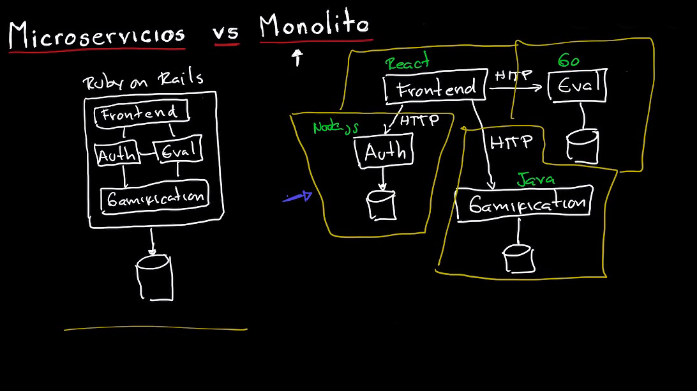 Microservicios vs Monolito
Ruby on Rails
Frontend
Auth
Eval
Gamification
React
Frontend
HTTP
Go
Eval
Node.js
HTTP
Auth
HTTP
Java
Gamification